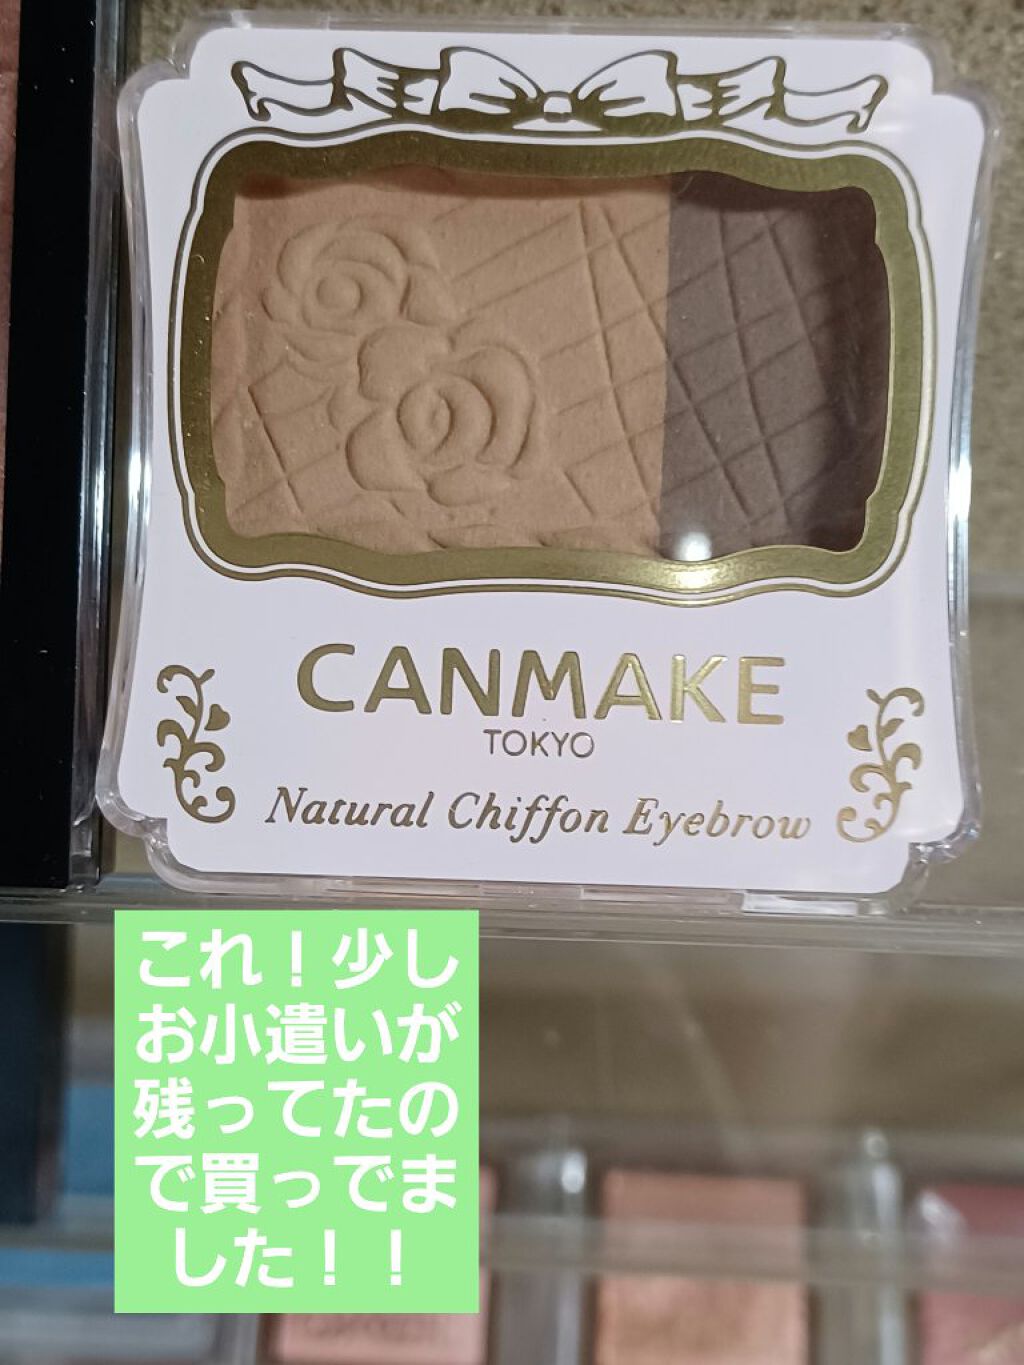 CANMAKE
TOKYO
Natural Chiffon Eyebrow
これ！少し
お小遣いが
残ってたの
で買っでま
した！！